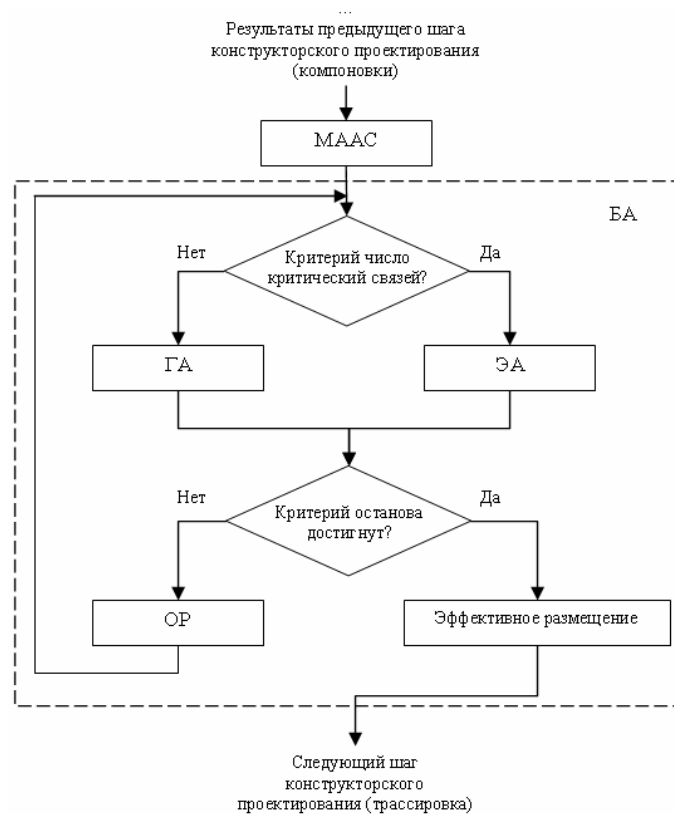 ...
Результаты предыдущего шага
конструкторского проектирования
(компоновки)
МААС
БА
Нет
Критерий число
критический связей?
Да
ГА
ЭА
Нет
Критерий останова
достигнут?
Да
ОР
Эффективное размещение
Следующий шаг
конструкторского
проектирования (трассировка)